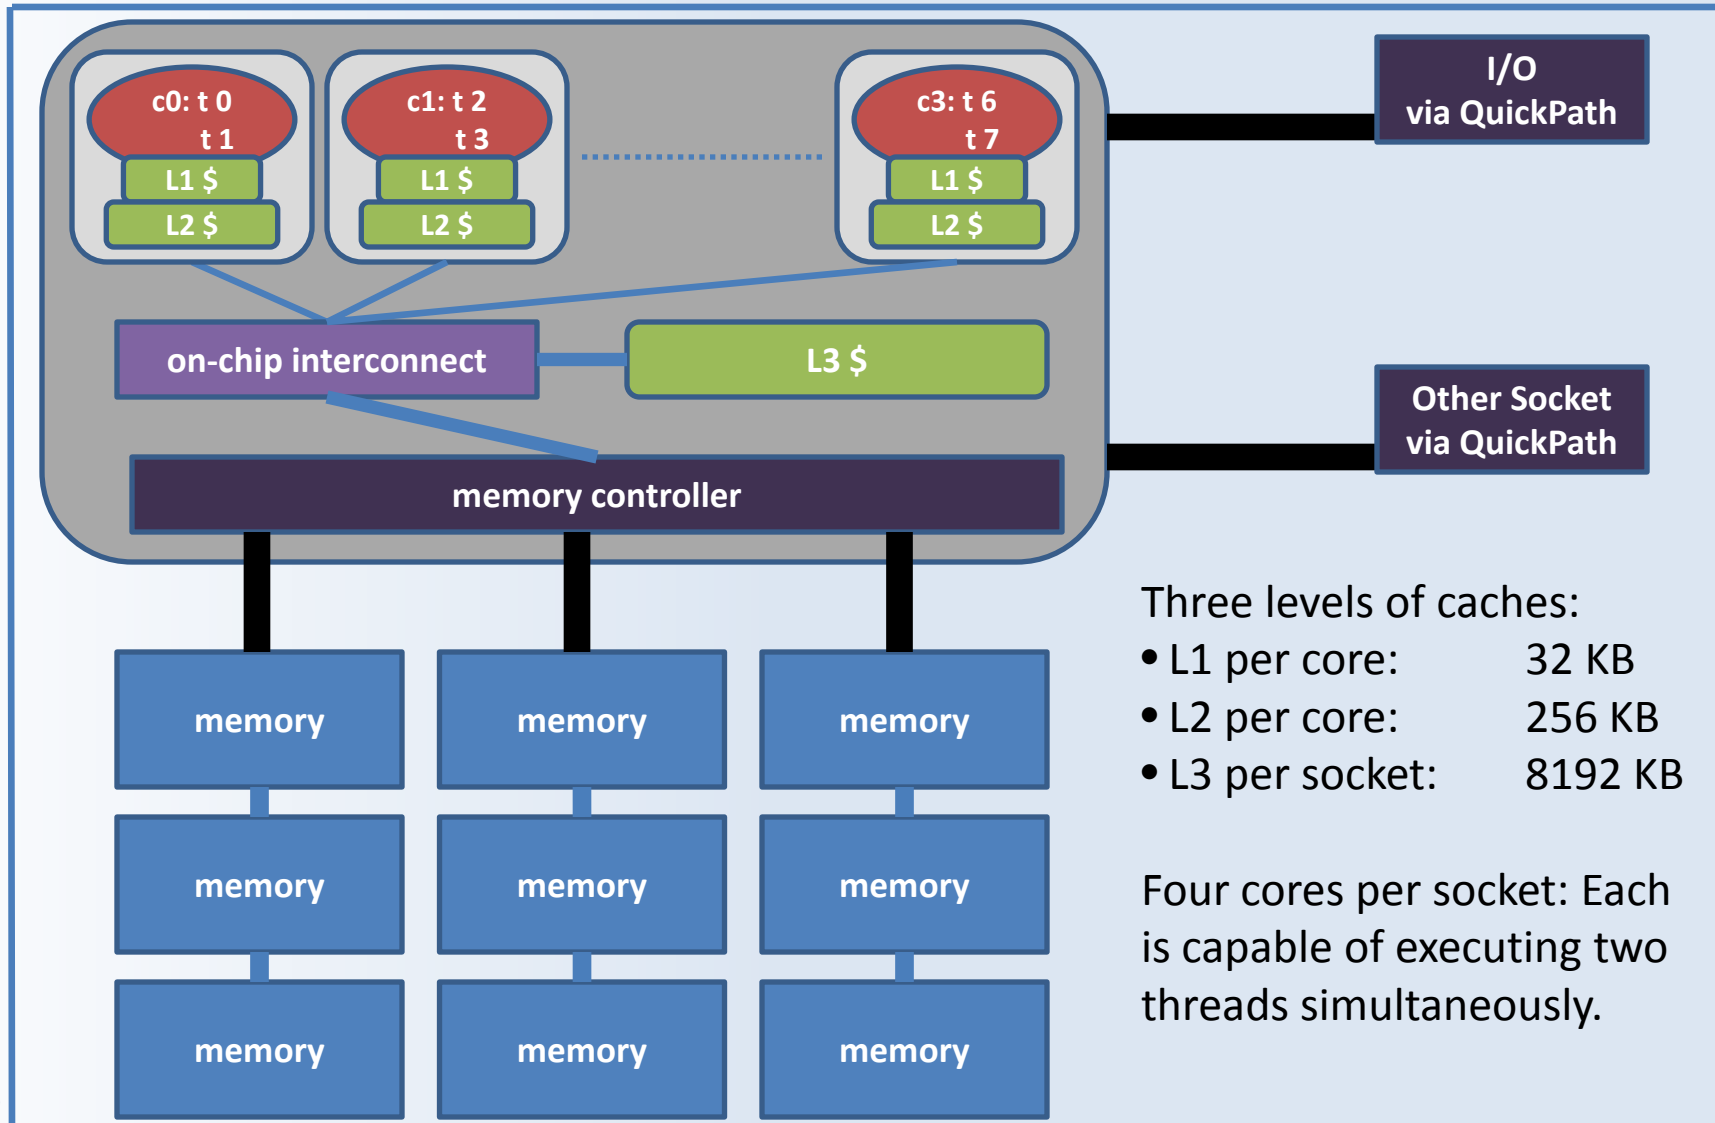 c0: t 0
t 1
L1 $
L2 $
c1: t 2
t 3
L1 $
L2 $
c3: t 6
t 7
L1 $
L2 $
I/O
via QuickPath
on-chip interconnect
L3 $
Other Socket
via QuickPath
memory controller
memory
memory
memory
memory
memory
memory
memory
memory
memory
Three levels of caches:
• L1 per core: 32 KB
• L2 per core: 256 KB
• L3 per socket: 8192 KB
Four cores per socket: Each
is capable of executing two
threads simultaneously.